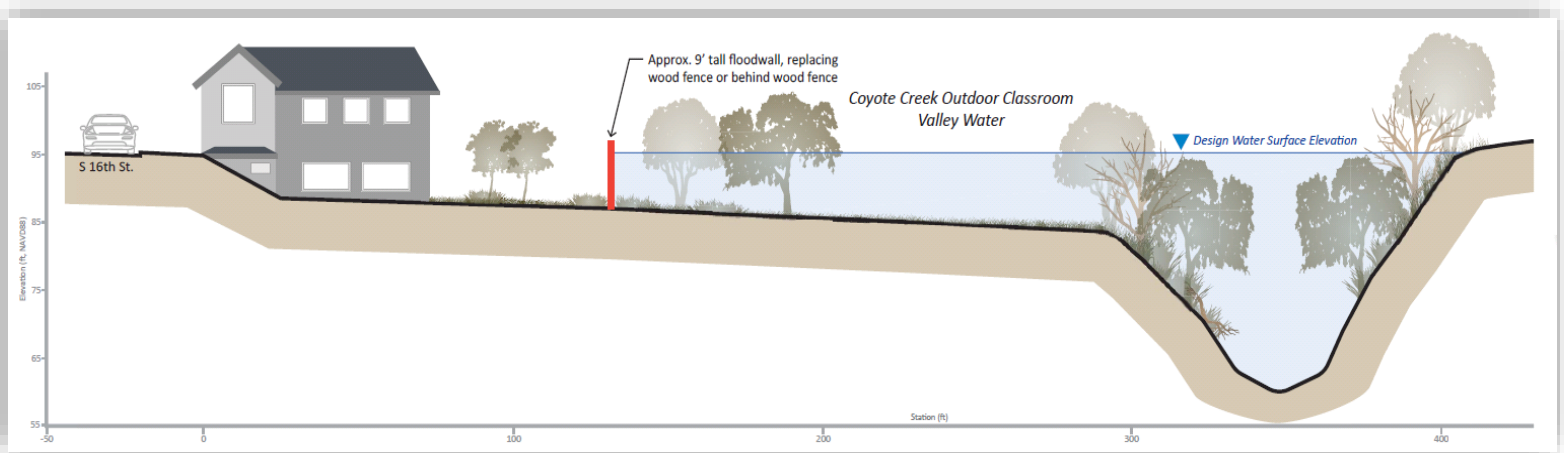 Approx. 9' tall floodwall, replacing
wood fence or behind wood fence
Coyote Creek Outdoor Classroom
Valley Water
Design Water Surface Elevation
S 16th St.
Elevation (ft, NAVD88)
105
95
85
75
65
55
Station (ft)
-50
0
100
200
300
400